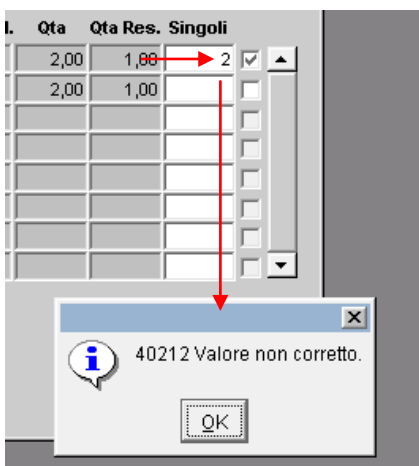 l. Qta Qta Res. Singoli
2,00 1,00 2
2,00 1,00
40212 Valore non corretto.
OK